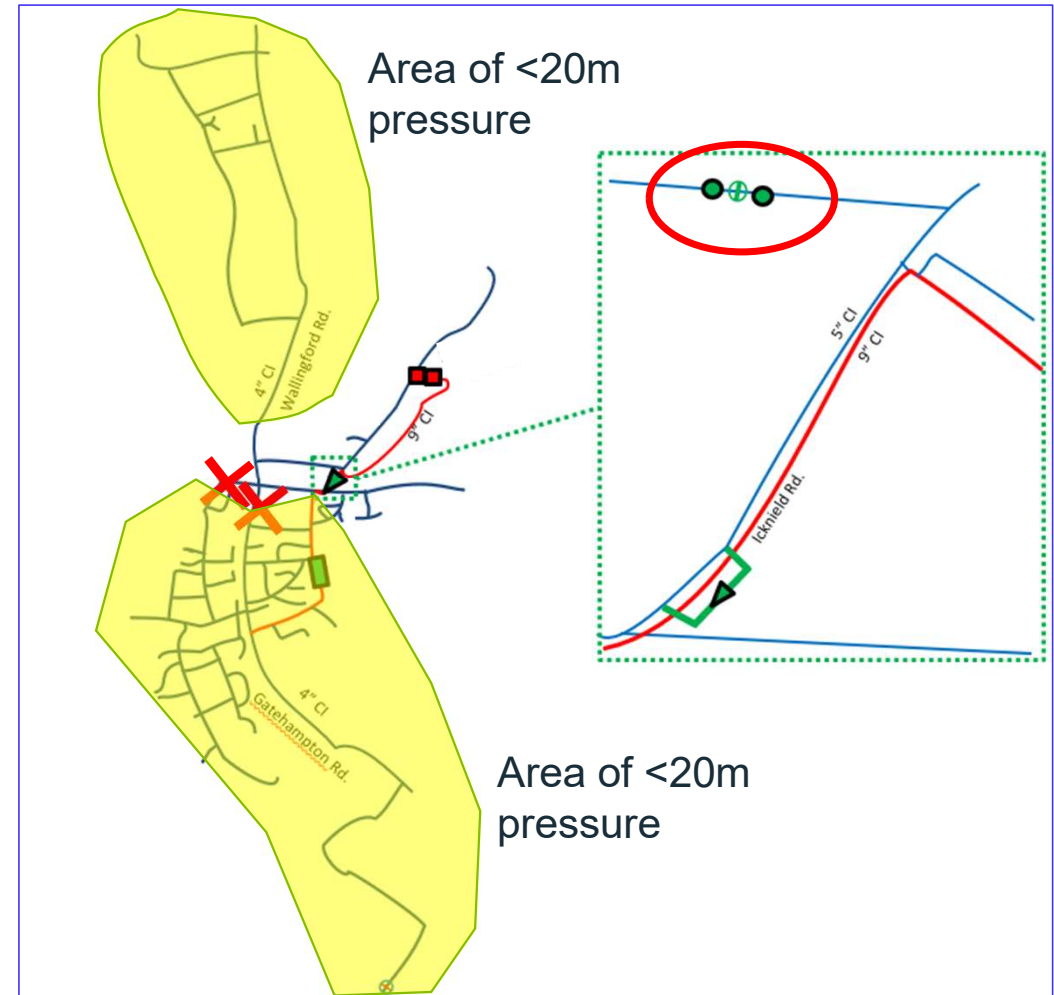 Area of <20m
pressure
4” CI
Wallingford Rd.
9” CI
5” CI
9” CI
Icknield Rd.
4” CI
Gatehampton Rd.
Area of <20m
pressure